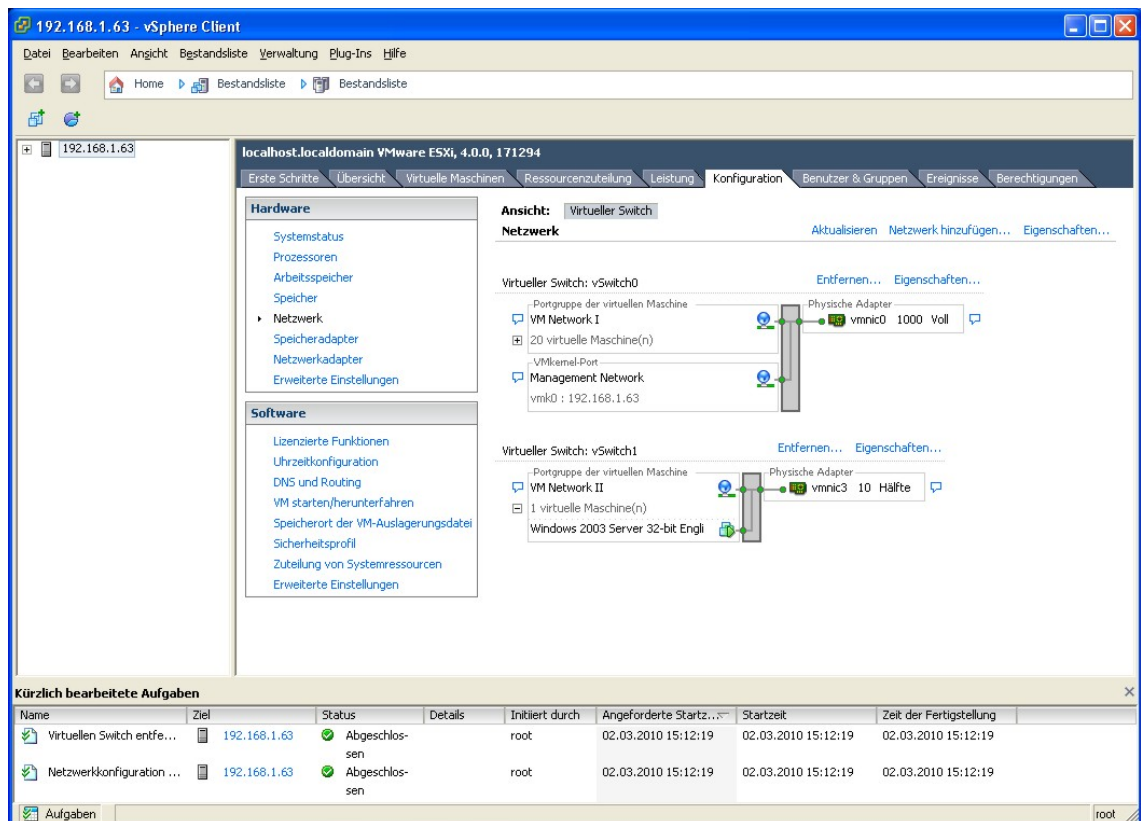 192.168.1.63 - vSphere Client
Datei Bearbeiten Ansicht Bestandsliste Verwaltung Plug-Ins Hilfe
Home Bestandsliste Bestandsliste
192.168.1.63
localhost.localdomain VMware ESXi, 4.0.0, 171294
Erste Schritte Übersicht Virtuelle Maschinen Ressourcenzuteilung Leistung Konfiguration Benutzer & Gruppen Ereignisse Berechtigungen
Hardware
Systemstatus
Prozessoren
Arbeitsspeicher
Speicher
Netzwerk
Speicheradapter
Netzwerkadapter
Erweiterte Einstellungen
Software
Lizenzierte Funktionen
Uhrzeitkonfiguration
DNS und Routing
VM starten/herunterfahren
Speicherort der VM-Auslagerungsdatei
Sicherheitsprofil
Zuteilung von Systemressourcen
Erweiterte Einstellungen
Ansicht: Virtueller Switch
Netzwerk Aktualisieren Netzwerk hinzufügen... Eigenschaften...
Virtueller Switch: vSwitch0 Entfernen... Eigenschaften...
Portgruppe der virtuellen Maschine Physische Adapter
VM Network I vmnic0 1000 Voll
20 virtuelle Maschine(n)
VMkernel-Port
Management Network
vmk0 : 192.168.1.63
Virtueller Switch: vSwitch1 Entfernen... Eigenschaften...
Portgruppe der virtuellen Maschine Physische Adapter
VM Network II vmnic3 10 Hälfte
1 virtuelle Maschine(n)
Windows 2003 Server 32-bit Engli
Kürzlich bearbeitete Aufgaben
Name Ziel Status Details Initiiert durch Angeforderte Startz... Startzeit Zeit der Fertigstellung
Virtuellen Switch entfe... 192.168.1.63 Abgeschlos- root 02.03.2010 15:12:19 02.03.2010 15:12:19 02.03.2010 15:12:19
sen
Netzwerkkonfiguration ... 192.168.1.63 Abgeschlos- root 02.03.2010 15:12:19 02.03.2010 15:12:19 02.03.2010 15:12:19
sen
Aufgaben root